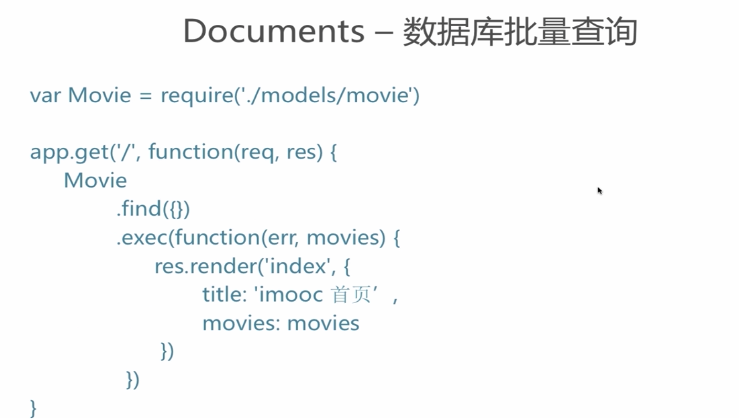 Documents – 数据库批量查询
var Movie = require('./models/movie')
app.get('/', function(req, res) {
Movie
.find({})
.exec(function(err, movies) {
res.render('index', {
title: 'imooc 首页’,
movies: movies
})
})
}